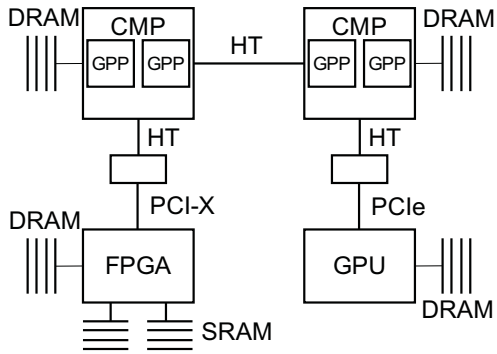 DRAM
CMP
GPP
GPP
HT
CMP
GPP
GPP
DRAM
HT
HT
PCI-X
PCIe
DRAM
FPGA
GPU
DRAM
SRAM